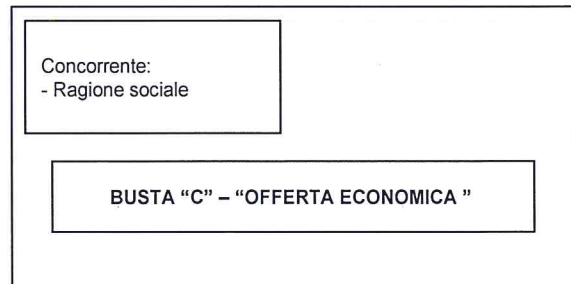 Concorrente:
- Ragione sociale
BUSTA “C” – “OFFERTA ECONOMICA ”